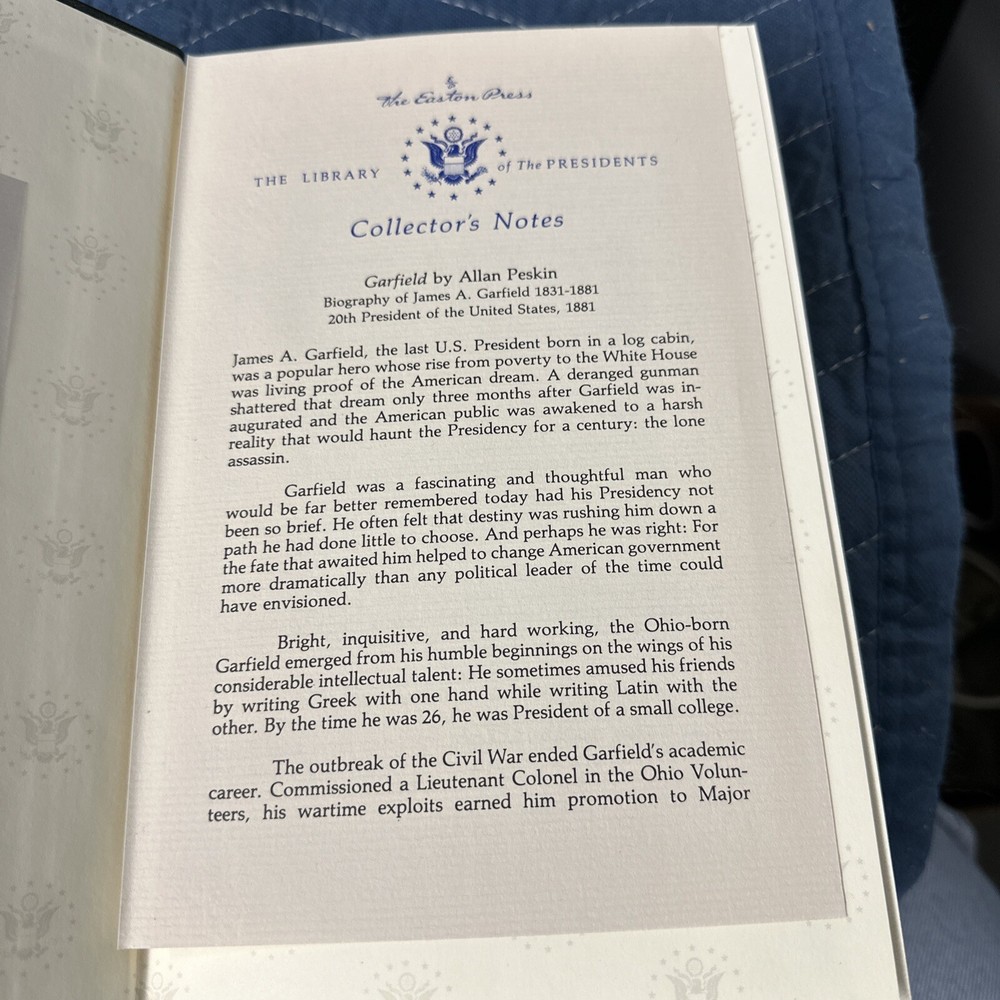 The Easton Press
THE LIBRARY of The PRESIDENTS
Collector's Notes
Garfield by Allan Peskin
Biography of James A. Garfield 1831-1881
20th President of the United States, 1881
James A. Garfield, the last U.S. President born in a log cabin,
was a popular hero whose rise from poverty to the White House
was living proof of the American dream. A deranged gunman
shattered that dream only three months after Garfield was in-
augurated and the American public was awakened to a harsh
reality that would haunt the Presidency for a century: the lone
assassin.
Garfield was a fascinating and thoughtful man who
would be far better remembered today had his Presidency not
been so brief. He often felt that destiny was rushing him down a
path he had done little to choose. And perhaps he was right: For
the fate that awaited him helped to change American government
more dramatically than any political leader of the time could
have envisioned.
Bright, inquisitive, and hard working, the Ohio-born
Garfield emerged from his humble beginnings on the wings of his
considerable intellectual talent: He sometimes amused his friends
by writing Greek with one hand while writing Latin with the
other. By the time he was 26, he was President of a small college.
The outbreak of the Civil War ended Garfield's academic
career. Commissioned a Lieutenant Colonel in the Ohio Volun-
teers, his wartime exploits earned him promotion to Major